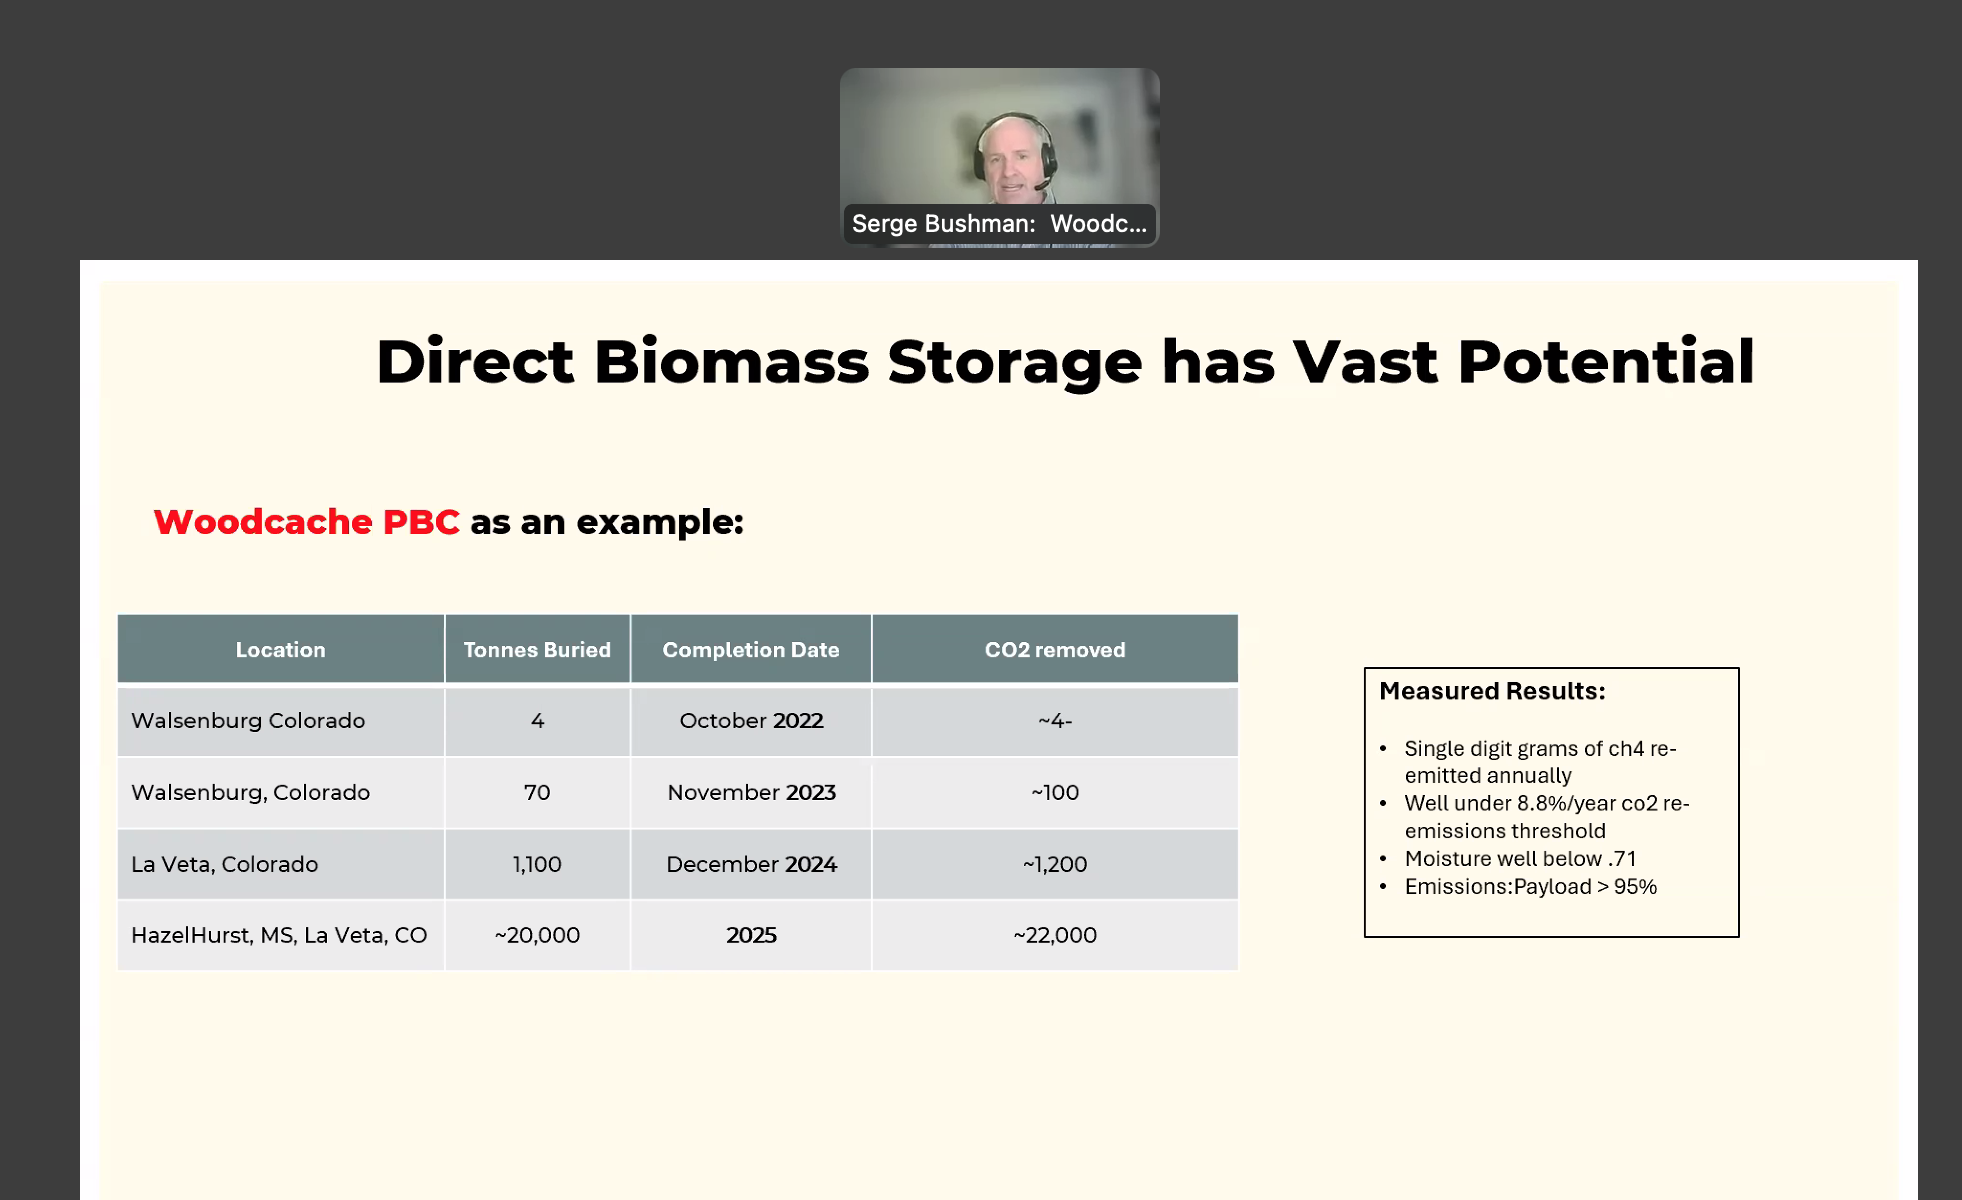 Serge Bushman:  Woodc...
Direct Biomass Storage has Vast Potential
Woodcache PBC as an example:
Location Tonnes Buried Completion Date CO2 removed
Walsenburg Colorado 4 October 2022 ~4-
Walsenburg, Colorado 70 November 2023 ~100
La Veta, Colorado 1,100 December 2024 ~1,200
HazelHurst, MS, La Veta, CO ~20,000 2025 ~22,000
Measured Results:
• Single digit grams of ch4 re-
emitted annually
• Well under 8.8%/year co2 re-
emissions threshold
• Moisture well below .71
• Emissions:Payload > 95%